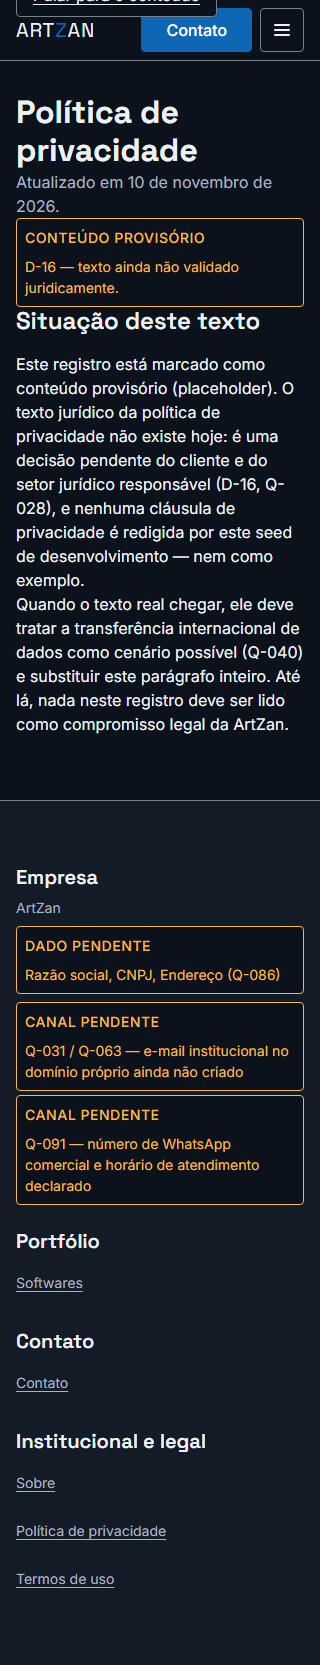 Pular para o conteúdo
ARTZAN
Contato
Política de
privacidade
Atualizado em 10 de novembro de
2026.
CONTEÚDO PROVISÓRIO
D-16 — texto ainda não validado
juridicamente.
Situação deste texto
Este registro está marcado como
conteúdo provisório (placeholder). O
texto jurídico da política de
privacidade não existe hoje: é uma
decisão pendente do cliente e do
setor jurídico responsável (D-16, Q-
028), e nenhuma cláusula de
privacidade é redigida por este seed
de desenvolvimento — nem como
exemplo.
Quando o texto real chegar, ele deve
tratar a transferência internacional de
dados como cenário possível (Q-040)
e substituir este parágrafo inteiro. Até
lá, nada neste registro deve ser lido
como compromisso legal da ArtZan.
Empresa
ArtZan
DADO PENDENTE
Razão social, CNPJ, Endereço (Q-086)
CANAL PENDENTE
Q-031 / Q-063 — e-mail institucional no
domínio próprio ainda não criado
CANAL PENDENTE
Q-091 — número de WhatsApp
comercial e horário de atendimento
declarado
Portfólio
Softwares
Contato
Contato
Institucional e legal
Sobre
Política de privacidade
Termos de uso